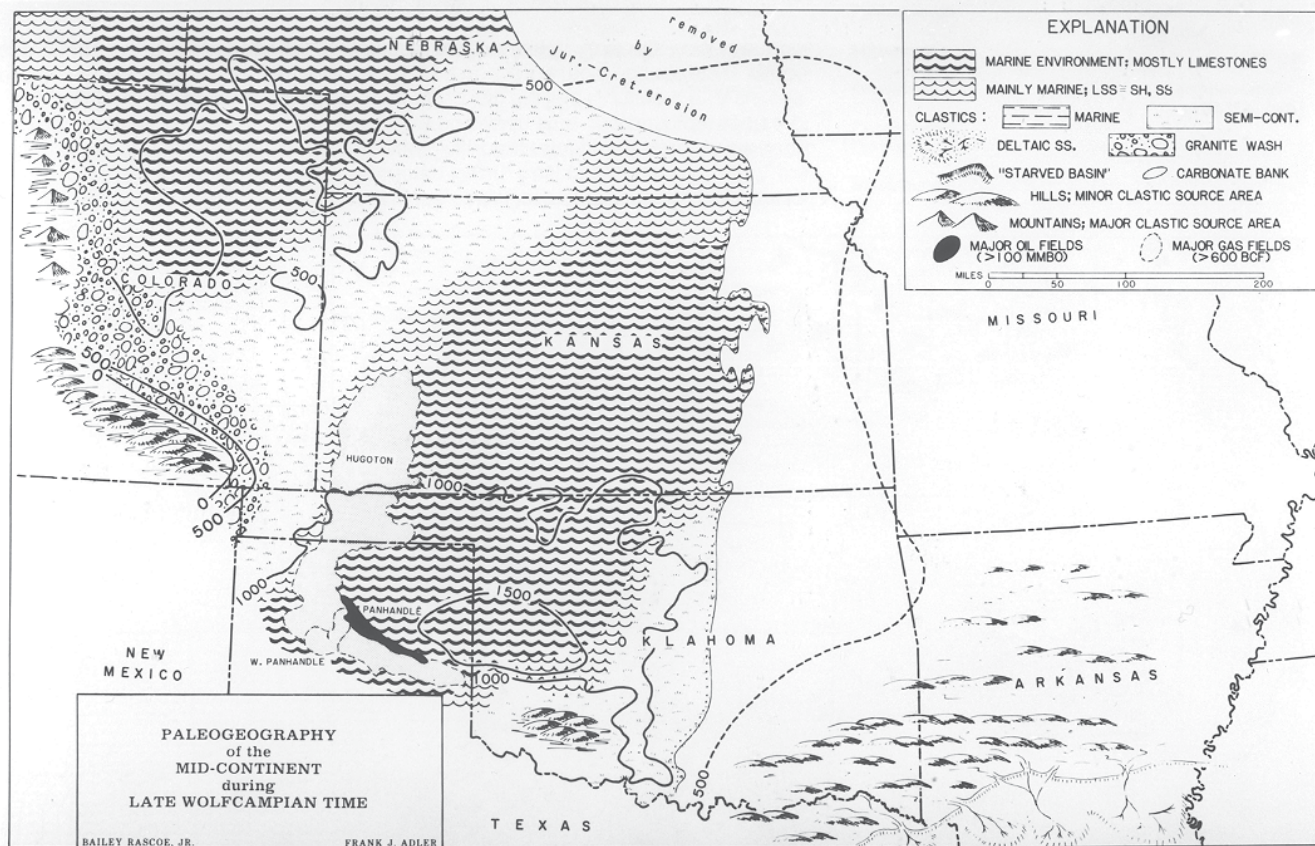 EXPLANATION
MARINE ENVIRONMENT: MOSTLY LIMESTONES
MAINLY MARINE; LSS ≅ SH, SS
CLASTICS :
MARINE
SEMI-CONT.
DELTAIC SS.
GRANITE WASH
"STARVED BASIN"
CARBONATE BANK
HILLS; MINOR CLASTIC SOURCE AREA
MOUNTAINS; MAJOR CLASTIC SOURCE AREA
MAJOR OIL FIELDS
(>100 MMBO)
MAJOR GAS FIELDS
(>600 BCF)
MILES 0 50 100 200
removed
by
Jur.-Cret. erosion
NEBRASKA
500
COLORADO
500
KANSAS
MISSOURI
500
0
HUGOTON
1000
0
500
1000
1500
PANHANDLE
OKLAHOMA
W. PANHANDLE
1000
NEW
MEXICO
ARKANSAS
500
TEXAS
PALEOGEOGRAPHY
of the
MID-CONTINENT
during
LATE WOLFCAMPIAN TIME
BAILEY RASCOE, JR. FRANK J. ADLER